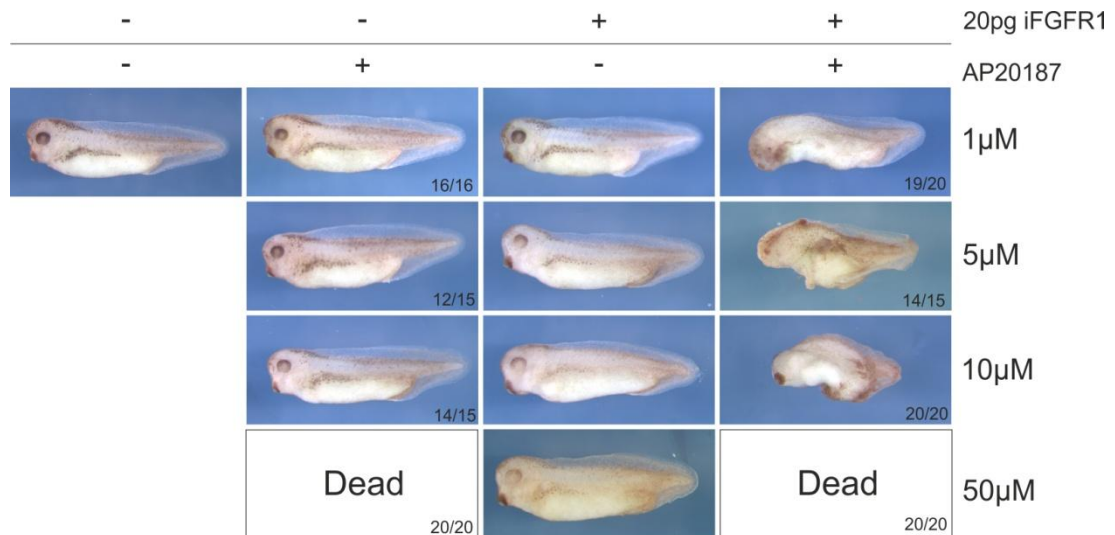 - - + + 20pg iFGFR1
- + - + AP20187
1µM
16/16 19/20
5µM
12/15 14/15
10µM
14/15 20/20
Dead Dead
50µM
20/20 20/20